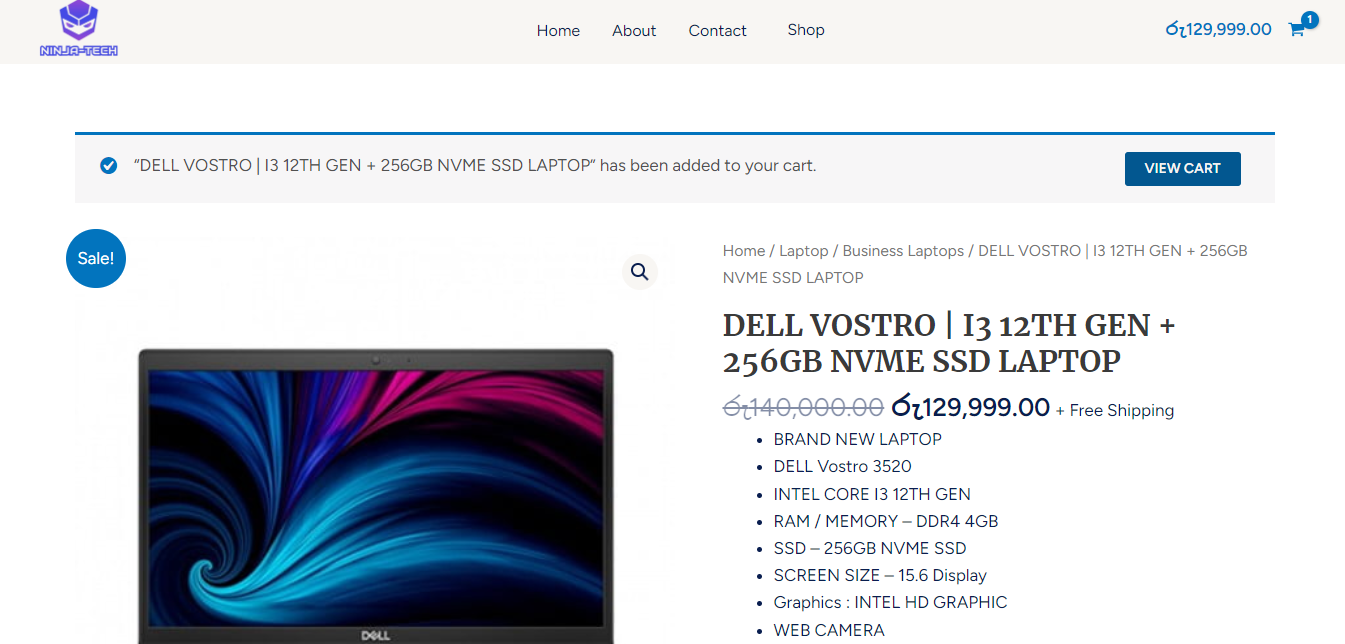 NINJA-TECH
Home About Contact Shop
රු129,999.00
1
“DELL VOSTRO | I3 12TH GEN + 256GB NVME SSD LAPTOP“ has been added to your cart.
VIEW CART
Sale!
Home / Laptop / Business Laptops / DELL VOSTRO | I3 12TH GEN + 256GB
NVME SSD LAPTOP
DELL VOSTRO | I3 12TH GEN +
256GB NVME SSD LAPTOP
රු140,000.00 රු129,999.00 + Free Shipping
• BRAND NEW LAPTOP
• DELL Vostro 3520
• INTEL CORE I3 12TH GEN
• RAM / MEMORY – DDR4 4GB
• SSD – 256GB NVME SSD
• SCREEN SIZE – 15.6 Display
• Graphics : INTEL HD GRAPHIC
• WEB CAMERA
DELL